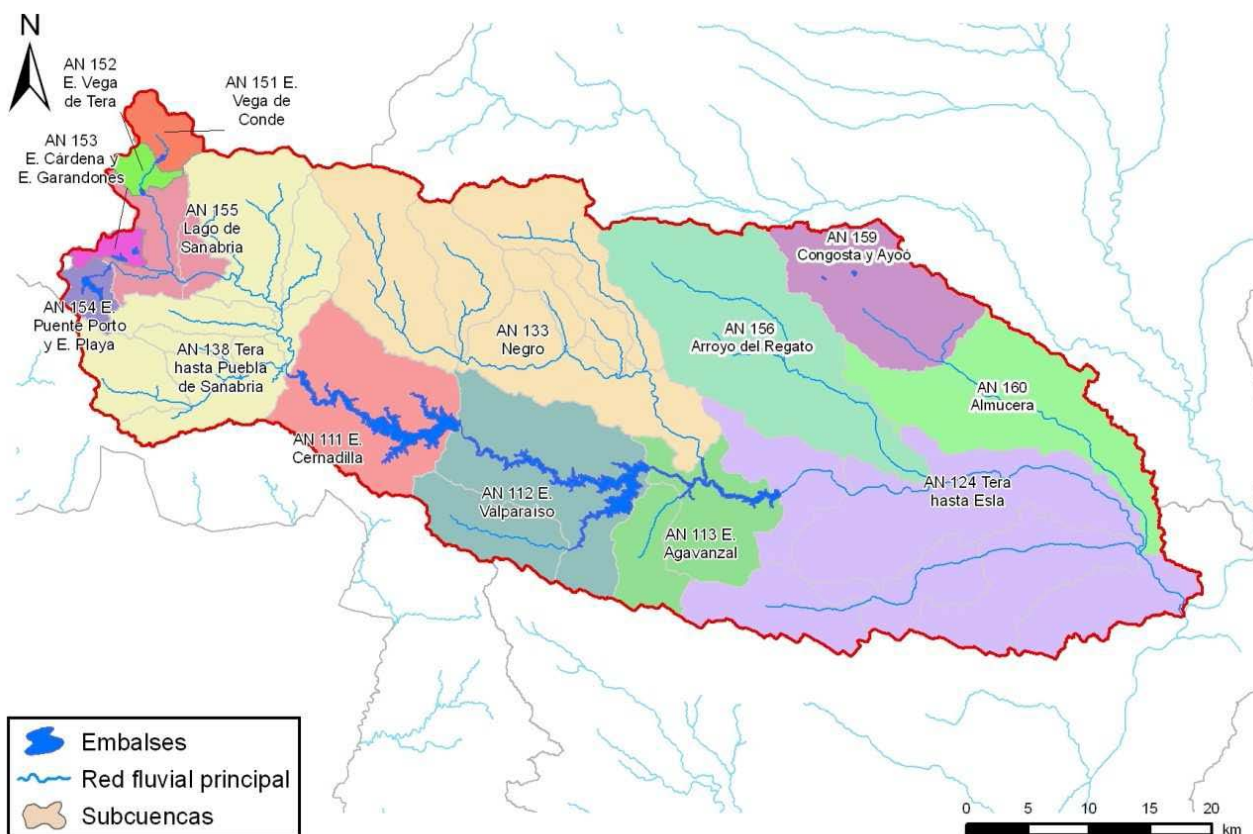 N
AN 152
E. Vega
de Tera
AN 151 E.
Vega de
Conde
AN 153
E. Cárdena y
E. Garandones
AN 155
Lago de
Sanabria
AN 154 E.
Puente Porto
y E. Playa
AN 138 Tera
hasta Puebla
de Sanabria
AN 133
Negro
AN 159
Congosta y Ayoó
AN 156
Arroyo del Regato
AN 160
Almucera
AN 111 E.
Cernadilla
AN 112 E.
Valparaíso
AN 113 E.
Agavanzal
AN 124 Tera
hasta Esla
Embalses
Red fluvial principal
Subcuencas
0 5 10 15 20
km